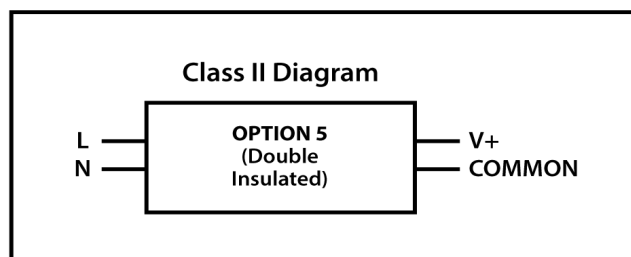 Class II Diagram
L
N
OPTION 5
(Double
Insulated)
V+
COMMON